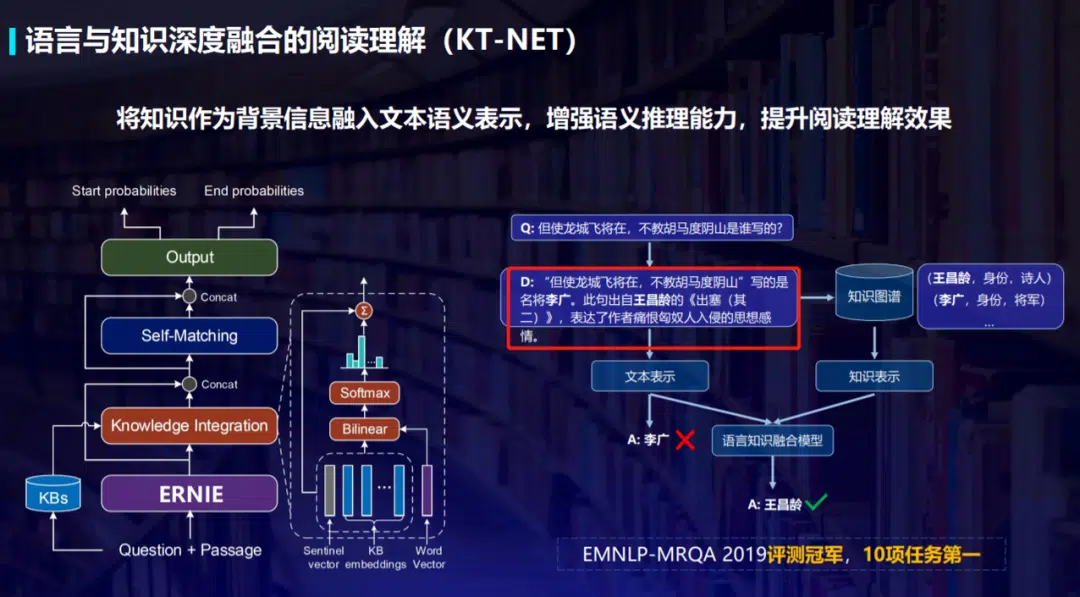 语言与知识深度融合的阅读理解（KT-NET）
将知识作为背景信息融入文本语义表示，增强语义推理能力，提升阅读理解效果
Start probabilities
End probabilities
Output
Concat
Self-Matching
Concat
Knowledge Integration
KBs
ERNIE
Question + Passage
Σ
...
Softmax
Bilinear
...
Sentinel
vector
KB
embeddings
Word
Vector
Q: 但使龙城飞将在，不教胡马度阴山是谁写的?
D: “但使龙城飞将在，不教胡马度阴山”写的是
名将李广。此句出自王昌龄的《出塞（其
二）》，表达了作者痛恨匈奴人入侵的思想感
情。
知识图谱
（王昌龄，身份，诗人）
（李广，身份，将军）
...
文本表示
知识表示
A: 李广
语言知识融合模型
A: 王昌龄
EMNLP-MRQA 2019评测冠军，10项任务第一